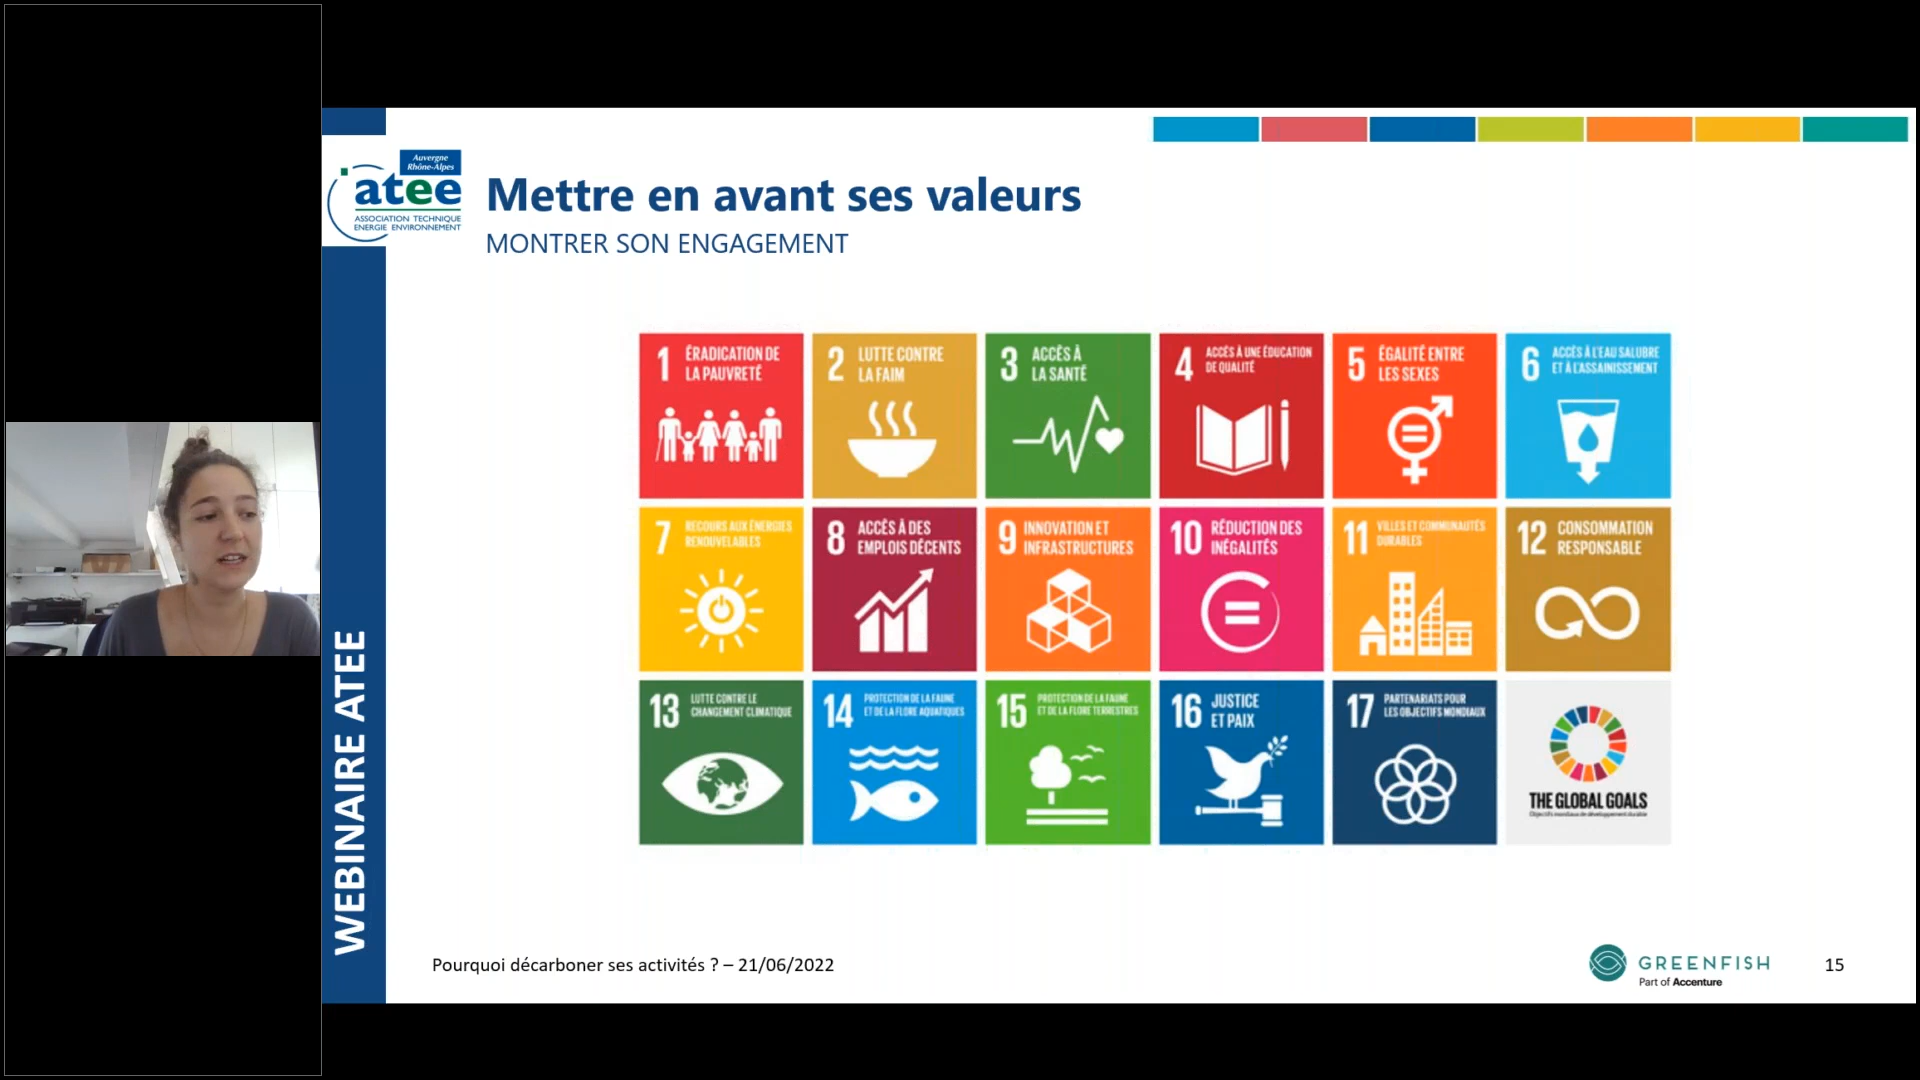 Auvergne
Rhône-Alpes
atee
ASSOCIATION TECHNIQUE
ENERGIE ENVIRONNEMENT
Mettre en avant ses valeurs
MONTRER SON ENGAGEMENT
1 ÉRADICATION DE
LA PAUVRETÉ
2 LUTTE CONTRE
LA FAIM
3 ACCÈS À
LA SANTÉ
4 ACCÈS À UNE ÉDUCATION
DE QUALITÉ
5 ÉGALITÉ ENTRE
LES SEXES
6 ACCÈS À L'EAU SALUBRE
ET À L'ASSAINISSEMENT
7 RECOURS AUX ÉNERGIES
RENOUVELABLES
8 ACCÈS À DES
EMPLOIS DÉCENTS
9 INNOVATION ET
INFRASTRUCTURES
10 RÉDUCTION DES
INÉGALITÉS
11 VILLES ET COMMUNAUTÉS
DURABLES
12 CONSOMMATION
RESPONSABLE
13 LUTTE CONTRE LE
CHANGEMENT CLIMATIQUE
14 PROTECTION DE LA FAUNE
ET DE LA FLORE AQUATIQUES
15 PROTECTION DE LA FAUNE
ET DE LA FLORE TERRESTRES
16 JUSTICE
ET PAIX
17 PARTENARIATS POUR
LES OBJECTIFS MONDIAUX
THE GLOBAL GOALS
Objectifs mondiaux de développement durable
WEBINAIRE ATEE
Pourquoi décarboner ses activités ? – 21/06/2022
GREENFISH
Part of Accenture
15